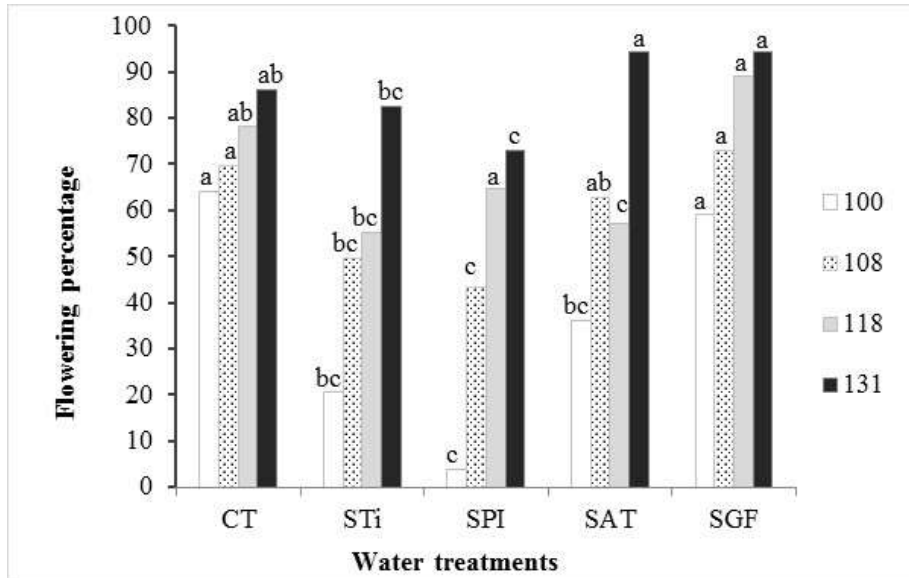 100
90
80
70
60
50
40
30
20
10
0
Flowering percentage
a a ab ab
bc bc bc bc
c c a c
bc ab c a
a a a a
CT STi SPI SAT SGF
Water treatments
100
108
118
131